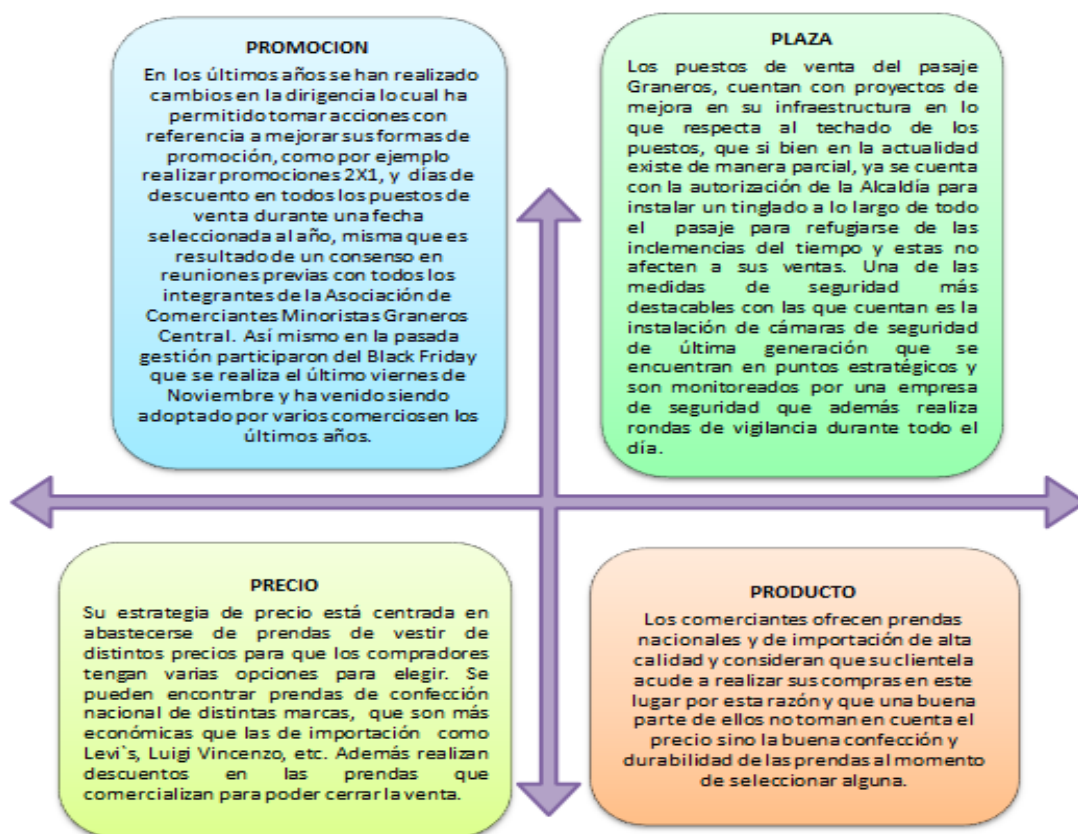 PROMOCION
En los últimos años se han realizado
cambios en la dirigencia lo cual ha
permitido tomar acciones con
referencia a mejorar sus formas de
promoción, como por ejemplo
realizar promociones 2X1, y días de
descuento en todos los puestos de
venta durante una fecha
seleccionada al año, misma que es
resultado de un consenso en
reuniones previas con todos los
integrantes de la Asociación de
Comerciantes Minoristas Graneros
Central. Así mismo en la pasada
gestión participaron del Black Friday
que se realiza el último viernes de
Noviembre y ha venido siendo
adoptado por varios comercios en los
últimos años.
PLAZA
Los puestos de venta del pasaje
Graneros, cuentan con proyectos de
mejora en su infraestructura en lo
que respecta al techado de los
puestos, que si bien en la actualidad
existe de manera parcial, ya se cuenta
con la autorización de la Alcaldía para
instalar un tinglado a lo largo de todo
el pasaje para refugiarse de las
inclemencias del tiempo y estas no
afecten a sus ventas. Una de las
medidas de seguridad más
destacables con las que cuentan es la
instalación de cámaras de seguridad
de última generación que se
encuentran en puntos estratégicos y
son monitoreados por una empresa
de seguridad que además realiza
rondas de vigilancia durante todo el
día.
PRECIO
Su estrategia de precio está centrada en
abastecerse de prendas de vestir de
distintos precios para que los compradores
tengan varias opciones para elegir. Se
pueden encontrar prendas de confección
nacional de distintas marcas, que son más
económicas que las de importación como
Levi`s, Luigi Vincenzo, etc. Además realizan
descuentos en las prendas que
comercializan para poder cerrar la venta.
PRODUCTO
Los comerciantes ofrecen prendas
nacionales y de importación de alta
calidad y consideran que su clientela
acude a realizar sus compras en este
lugar por esta razón y que una buena
parte de ellos no toman en cuenta el
precio sino la buena confección y
durabilidad de las prendas al momento
de seleccionar alguna.